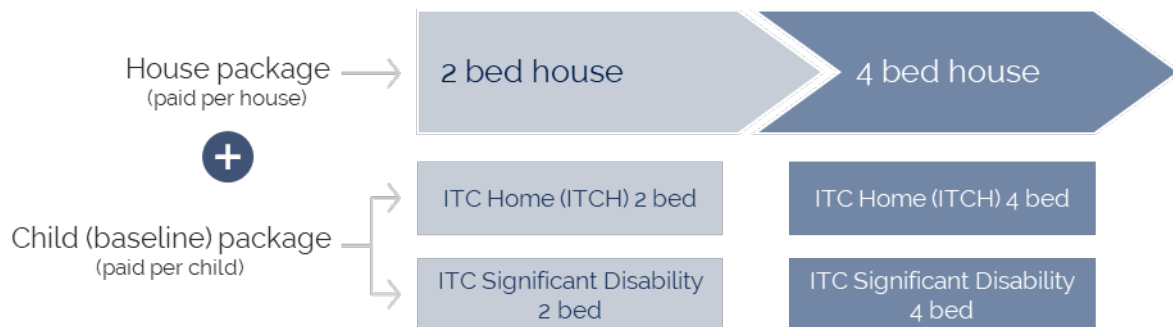 House package
(paid per house)
2 bed house
4 bed house
+
ITC Home (ITCH) 2 bed
ITC Home (ITCH) 4 bed
Child (baseline) package
(paid per child)
ITC Significant Disability
2 bed
ITC Significant Disability
4 bed